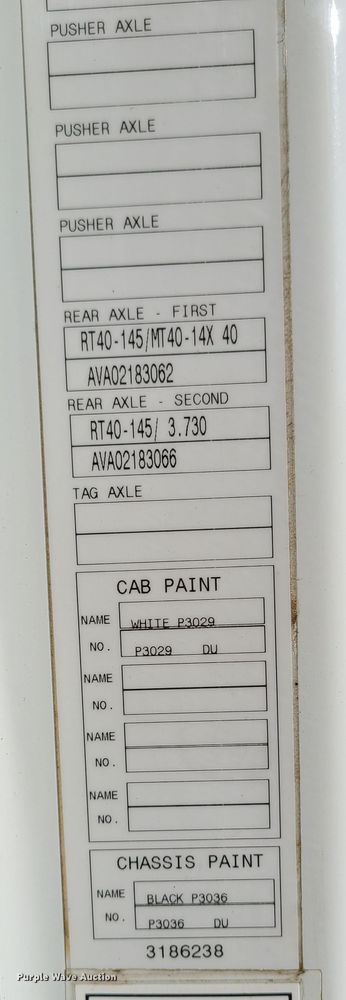 PUSHER AXLE
PUSHER AXLE
PUSHER AXLE
REAR AXLE - FIRST
RT40-145/MT40-14X 40
AVA02183062
REAR AXLE - SECOND
RT40-145/ 3.730
AVA02183066
TAG AXLE
CAB PAINT
NAME WHITE P3029
NO. P3029 DU
NAME
NO.
NAME
NO.
NAME
NO.
CHASSIS PAINT
NAME BLACK P3036
NO. P3036 DU
3186238
Purple Wave Auction